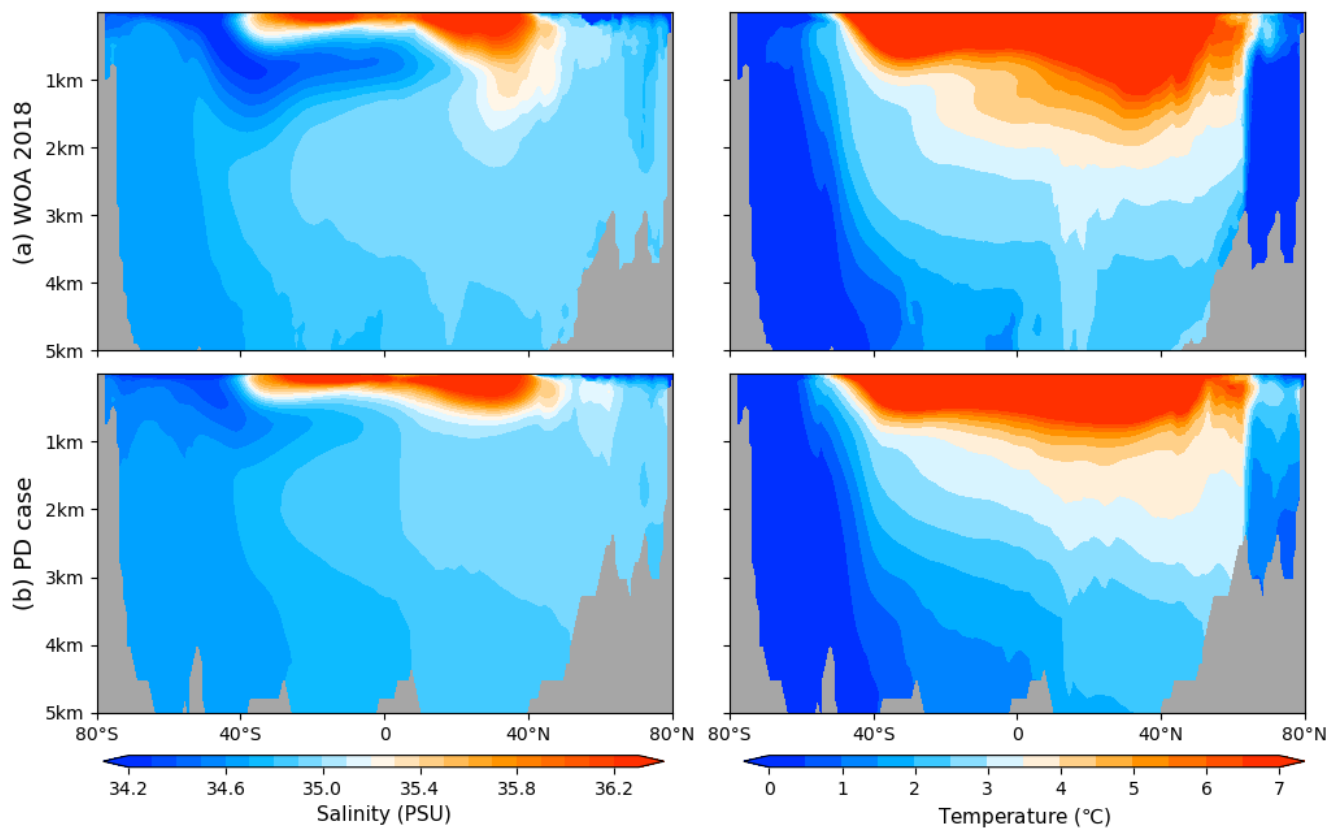 (a) WOA 2018
1km
2km
3km
4km
5km
(b) PD case
1km
2km
3km
4km
5km
80°S 40°S 0 40°N 80°N
80°S 40°S 0 40°N 80°N
34.2 34.6 35.0 35.4 35.8 36.2
Salinity (PSU)
0 1 2 3 4 5 6 7
Temperature (°C)